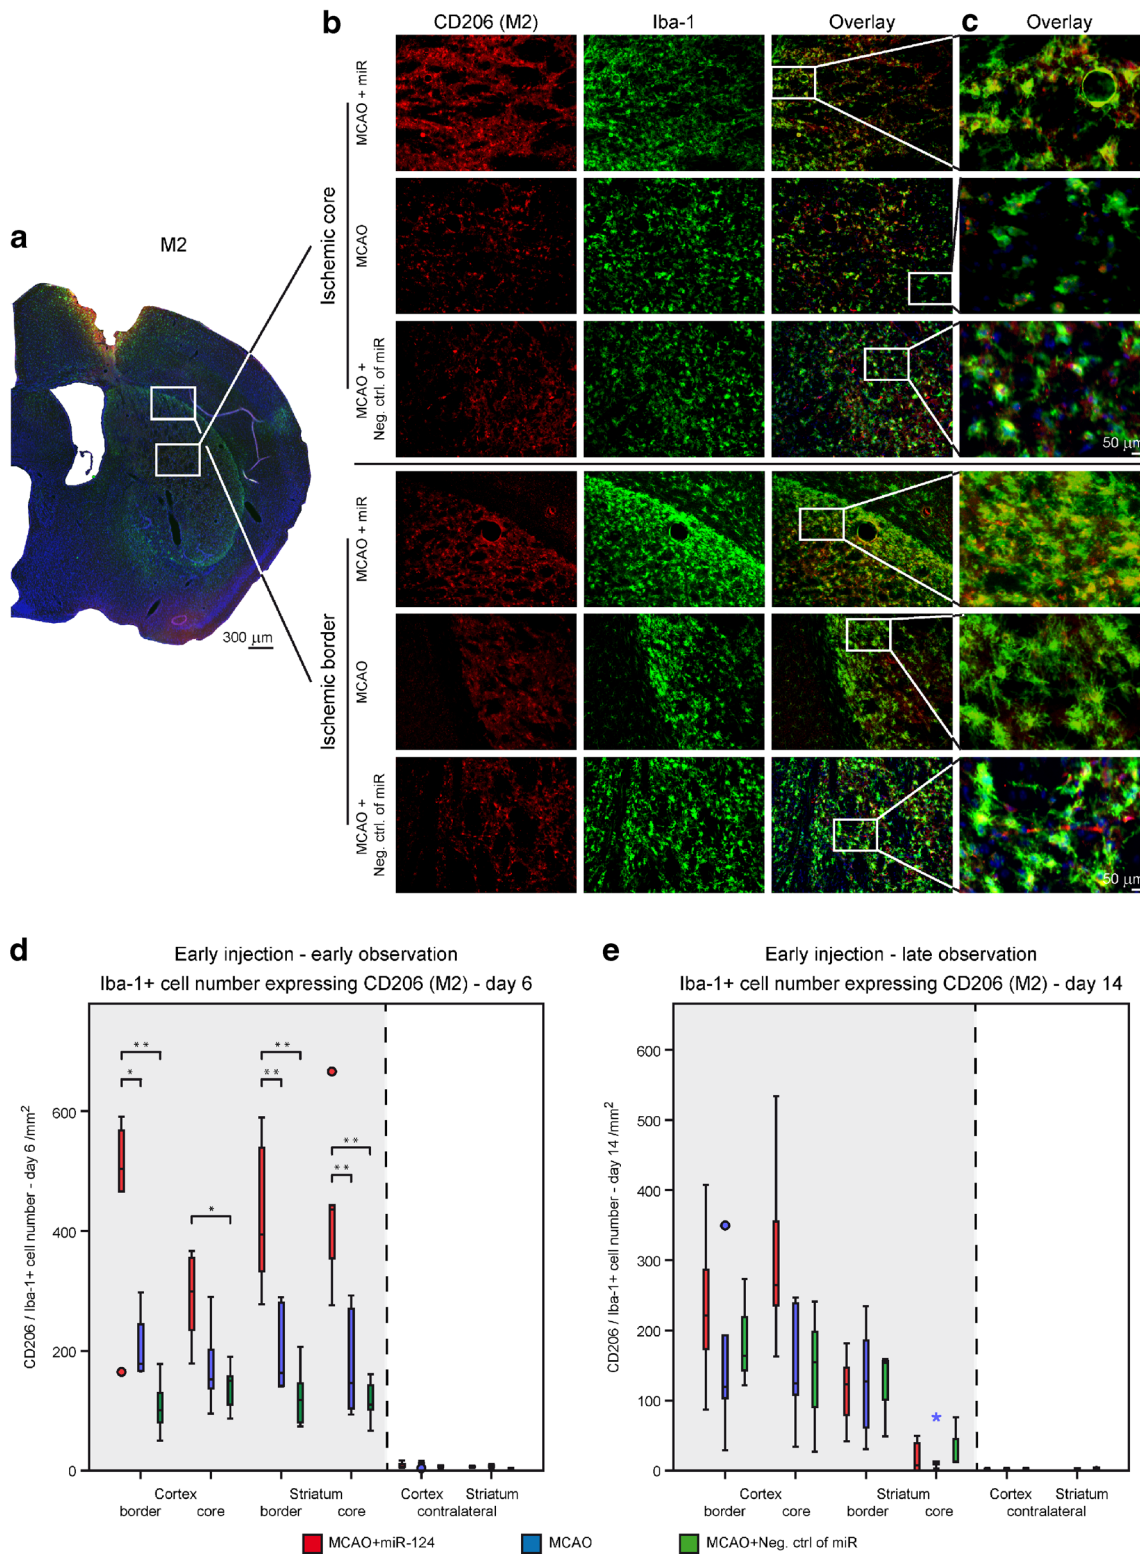 a
M2
300 µm
b
CD206 (M2)
Iba-1
Overlay
c
Overlay
Ischemic core
MCAO + miR
MCAO
MCAO +
Neg. ctrl. of miR
50 µm
Ischemic border
MCAO + miR
MCAO
MCAO +
Neg. ctrl. of miR
50 µm
d
Early injection - early observation
Iba-1+ cell number expressing CD206 (M2) - day 6
CD206 / Iba-1+ cell number - day 6 /mm²
600
400
200
0
* *
*
*
* *
* *
* *
* *
Cortex
border
core
Striatum
border
core
Cortex
Striatum
contralateral
e
Early injection - late observation
Iba-1+ cell number expressing CD206 (M2) - day 14
CD206 / Iba-1+ cell number - day 14 /mm²
600
500
400
300
200
100
0
*
Cortex
border
core
Striatum
border
core
Cortex
Striatum
contralateral
MCAO+miR-124
MCAO
MCAO+Neg. ctrl of miR